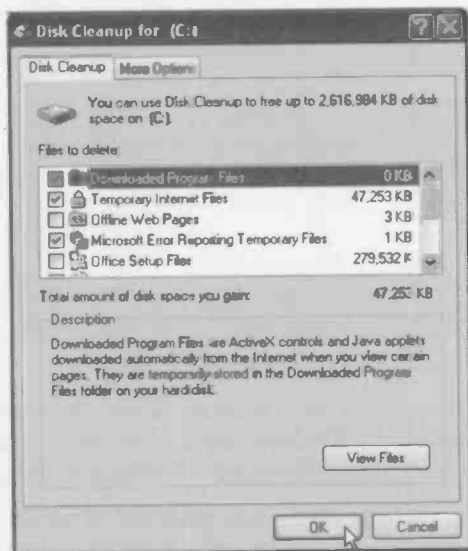 Disk Cleanup for (C:)
Disk Cleanup
More Options
You can use Disk Cleanup to free up to 2,616,984 KB of disk
space on (C:).
Files to delete:
Downloaded Program Files 0 KB
Temporary Internet Files 47,253 KB
Offline Web Pages 3 KB
Microsoft Error Reporting Temporary Files 1 KB
Office Setup Files 279,532 K
Total amount of disk space you gain: 47,253 KB
Description
Downloaded Program Files are ActiveX controls and Java applets
downloaded automatically from the Internet when you view certain
pages. They are temporarily stored in the Downloaded Program
Files folder on your hard disk.
View Files
OK
Cancel